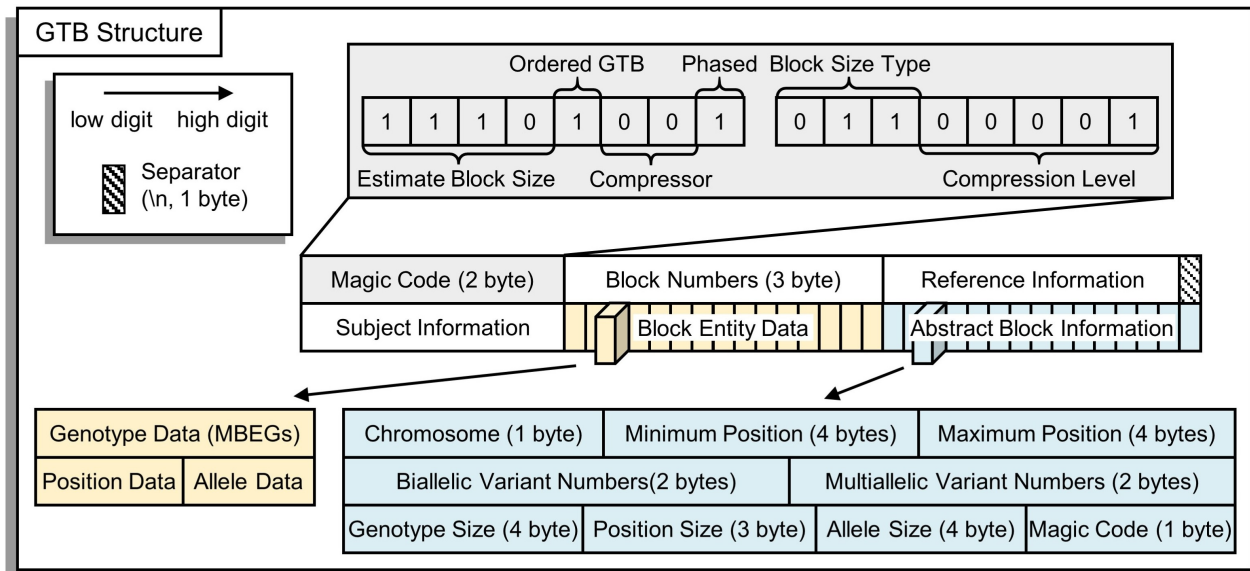 GTB Structure
low digit high digit
Separator
(\n, 1 byte)
Ordered GTB Phased Block Size Type
1 1 1 0 1 0 0 1 0 1 1 0 0 0 0 1
Estimate Block Size Compressor Compression Level
Magic Code (2 byte) Block Numbers (3 byte) Reference Information
Subject Information Block Entity Data Abstract Block Information
Genotype Data (MBEGs)
Position Data Allele Data
Chromosome (1 byte) Minimum Position (4 bytes) Maximum Position (4 bytes)
Biallelic Variant Numbers(2 bytes) Multiallelic Variant Numbers (2 bytes)
Genotype Size (4 byte) Position Size (3 byte) Allele Size (4 byte) Magic Code (1 byte)